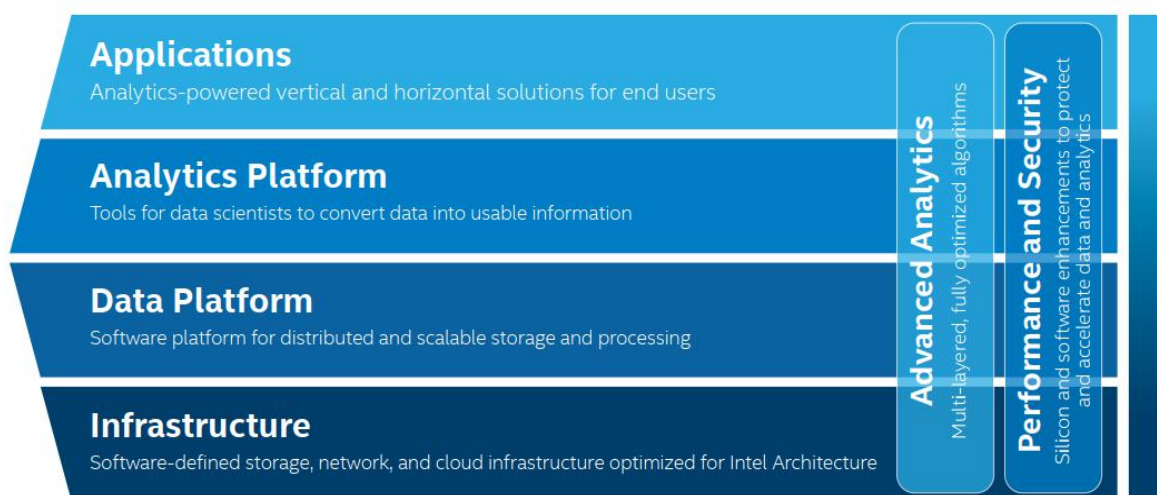 Applications
Analytics-powered vertical and horizontal solutions for end users
Analytics Platform
Tools for data scientists to convert data into usable information
Data Platform
Software platform for distributed and scalable storage and processing
Infrastructure
Software-defined storage, network, and cloud infrastructure optimized for Intel Architecture
Advanced Analytics
Multi-layered, fully optimized algorithms
Performance and Security
Silicon and software enhancements to protect
and accelerate data and analytics